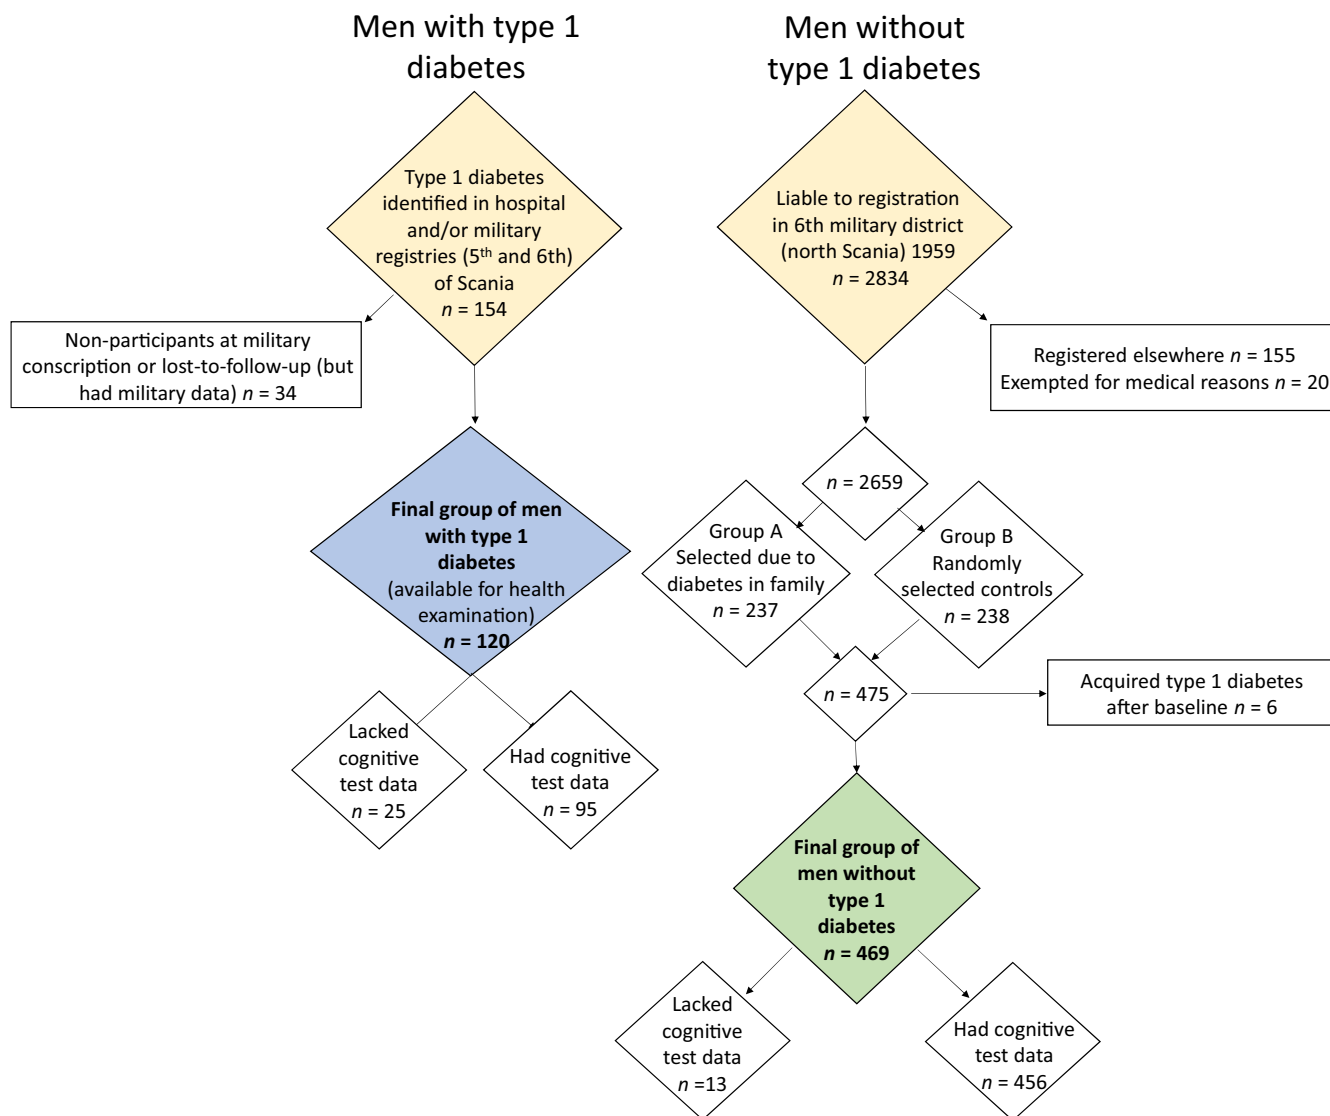 Men with type 1
diabetes
Men without
type 1 diabetes
Type 1 diabetes
identified in hospital
and/or military
registries (5th and 6th)
of Scania
n = 154
Liable to registration
in 6th military district
(north Scania) 1959
n = 2834
Non-participants at military
conscription or lost-to-follow-up (but
had military data) n = 34
Registered elsewhere n = 155
Exempted for medical reasons n = 20
Final group of men
with type 1
diabetes
(available for health
examination)
n = 120
n = 2659
Group A
Selected due to
diabetes in family
n = 237
Group B
Randomly
selected controls
n = 238
n = 475
Acquired type 1 diabetes
after baseline n = 6
Lacked
cognitive
test data
n = 25
Had cognitive
test data
n = 95
Final group of
men without
type 1
diabetes
n = 469
Lacked
cognitive
test data
n =13
Had cognitive
test data
n = 456